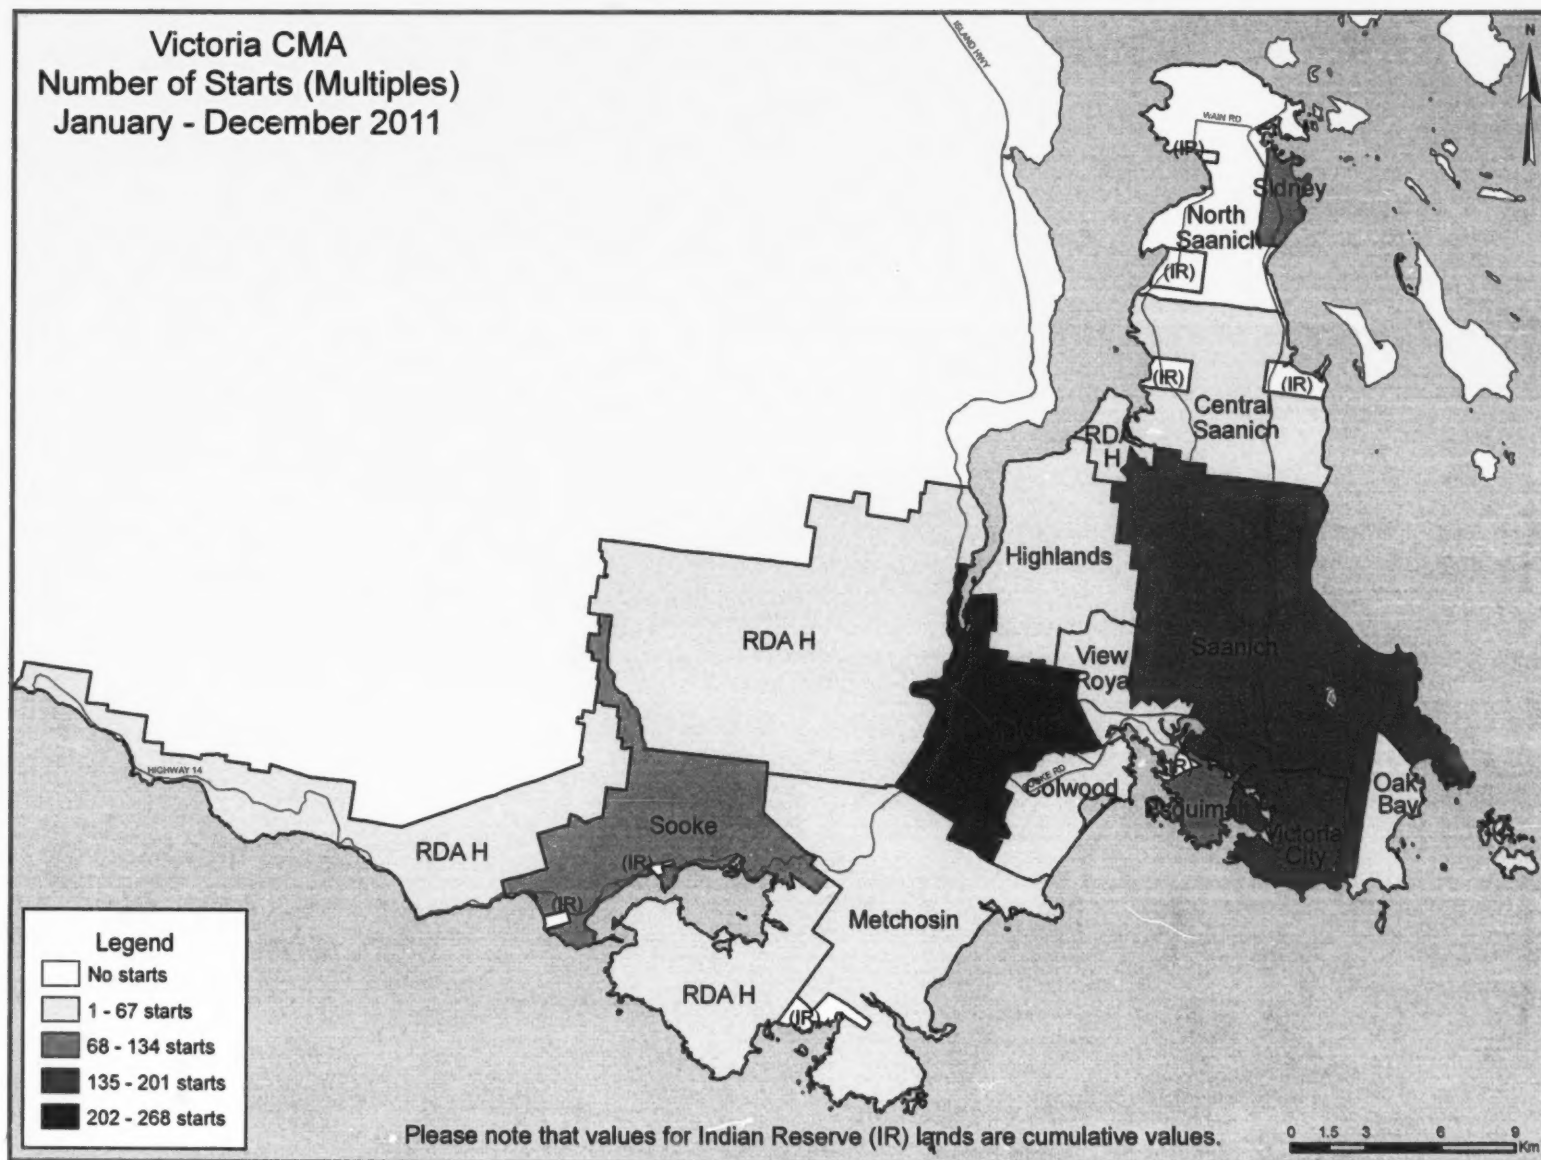 Victoria CMA
Number of Starts (Multiples)
January - December 2011
ISLAND HWY
N
WAIN RD
(IR)
Sidney
North
Saanich
(IR)
(IR)
(IR)
Central
Saanich
RDA
H
Highlands
RDA H
View
Royal
Saanich
HIGHWAY 14
Colwood
(IR)
Oak
Bay
Esquimalt
Victoria
City
Sooke
RDA H
(IR)
(IR)
Metchosin
RDA H
(IR)
Legend
No starts
1 - 67 starts
68 - 134 starts
135 - 201 starts
202 - 268 starts
Please note that values for Indian Reserve (IR) lands are cumulative values.
0 1.5 3 6 9
Km